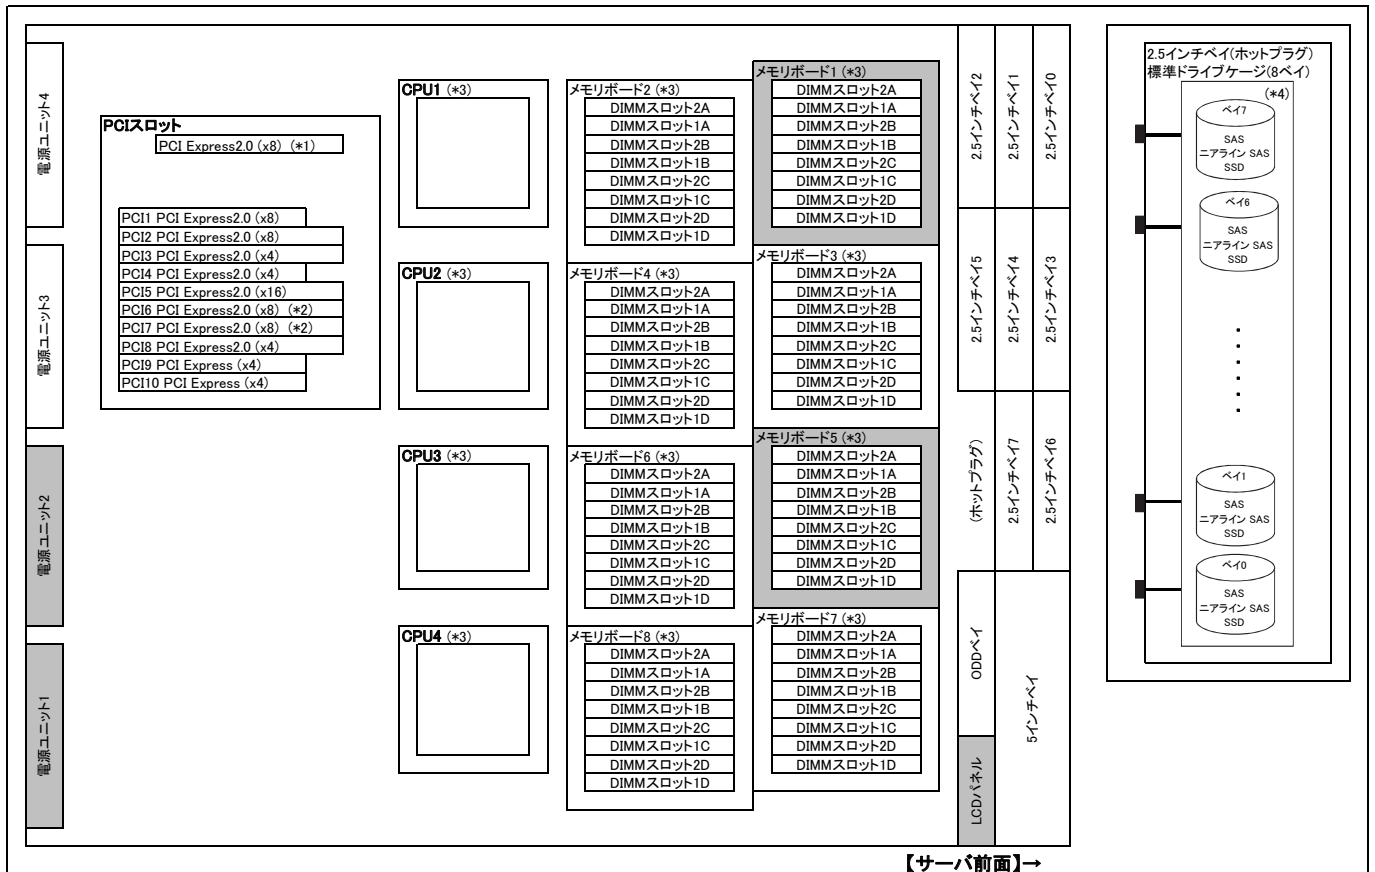 電源ユニット4
電源ユニット3
電源ユニット2
電源ユニット1
PCIスロット
PCI Express2.0 (x8) (*1)
PCI1 PCI Express2.0 (x8)
PCI2 PCI Express2.0 (x8)
PCI3 PCI Express2.0 (x4)
PCI4 PCI Express2.0 (x4)
PCI5 PCI Express2.0 (x16)
PCI6 PCI Express2.0 (x8) (*2)
PCI7 PCI Express2.0 (x8) (*2)
PCI8 PCI Express2.0 (x4)
PCI9 PCI Express (x4)
PCI10 PCI Express (x4)
CPU1 (*3)
CPU2 (*3)
CPU3 (*3)
CPU4 (*3)
メモリボード2 (*3)
DIMMスロット2A
DIMMスロット1A
DIMMスロット2B
DIMMスロット1B
DIMMスロット2C
DIMMスロット1C
DIMMスロット2D
DIMMスロット1D
メモリボード4 (*3)
DIMMスロット2A
DIMMスロット1A
DIMMスロット2B
DIMMスロット1B
DIMMスロット2C
DIMMスロット1C
DIMMスロット2D
DIMMスロット1D
メモリボード6 (*3)
DIMMスロット2A
DIMMスロット1A
DIMMスロット2B
DIMMスロット1B
DIMMスロット2C
DIMMスロット1C
DIMMスロット2D
DIMMスロット1D
メモリボード8 (*3)
DIMMスロット2A
DIMMスロット1A
DIMMスロット2B
DIMMスロット1B
DIMMスロット2C
DIMMスロット1C
DIMMスロット2D
DIMMスロット1D
メモリボード1 (*3)
DIMMスロット2A
DIMMスロット1A
DIMMスロット2B
DIMMスロット1B
DIMMスロット2C
DIMMスロット1C
DIMMスロット2D
DIMMスロット1D
メモリボード3 (*3)
DIMMスロット2A
DIMMスロット1A
DIMMスロット2B
DIMMスロット1B
DIMMスロット2C
DIMMスロット1C
DIMMスロット2D
DIMMスロット1D
メモリボード5 (*3)
DIMMスロット2A
DIMMスロット1A
DIMMスロット2B
DIMMスロット1B
DIMMスロット2C
DIMMスロット1C
DIMMスロット2D
DIMMスロット1D
メモリボード7 (*3)
DIMMスロット2A
DIMMスロット1A
DIMMスロット2B
DIMMスロット1B
DIMMスロット2C
DIMMスロット1C
DIMMスロット2D
DIMMスロット1D
2.5インチベイ2
2.5インチベイ1
2.5インチベイ0
2.5インチベイ5
2.5インチベイ4
2.5インチベイ3
(ホットプラグ)
2.5インチベイ7
2.5インチベイ6
ODDベイ
5インチベイ
LCDパネル
【サーバ前面】→
2.5インチベイ(ホットプラグ)
標準ドライブケージ(8ベイ)
(*4)
ベイ7
SAS
ニアライン SAS
SSD
ベイ6
SAS
ニアライン SAS
SSD
ベイ1
SAS
ニアライン SAS
SSD
ベイ0
SAS
ニアライン SAS
SSD